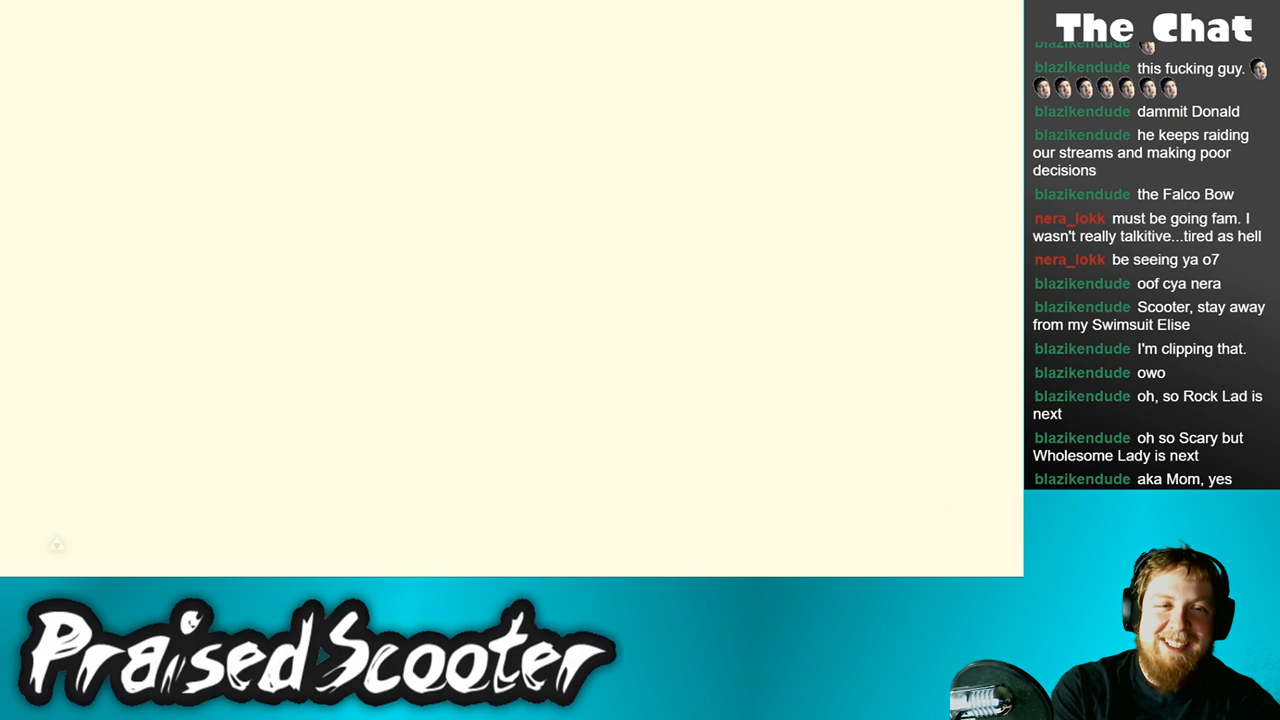 The Chat
blazikendude
blazikendude this fucking guy.
blazikendude dammit Donald
blazikendude he keeps raiding
our streams and making poor
decisions
blazikendude the Falco Bow
nera_lokk must be going fam. I
wasn't really talkitive...tired as hell
nera_lokk be seeing ya o7
blazikendude oof cya nera
blazikendude Scooter, stay away
from my Swimsuit Elise
blazikendude I'm clipping that.
blazikendude owo
blazikendude oh, so Rock Lad is
next
blazikendude oh so Scary but
Wholesome Lady is next
blazikendude aka Mom, yes
PraisedScooter